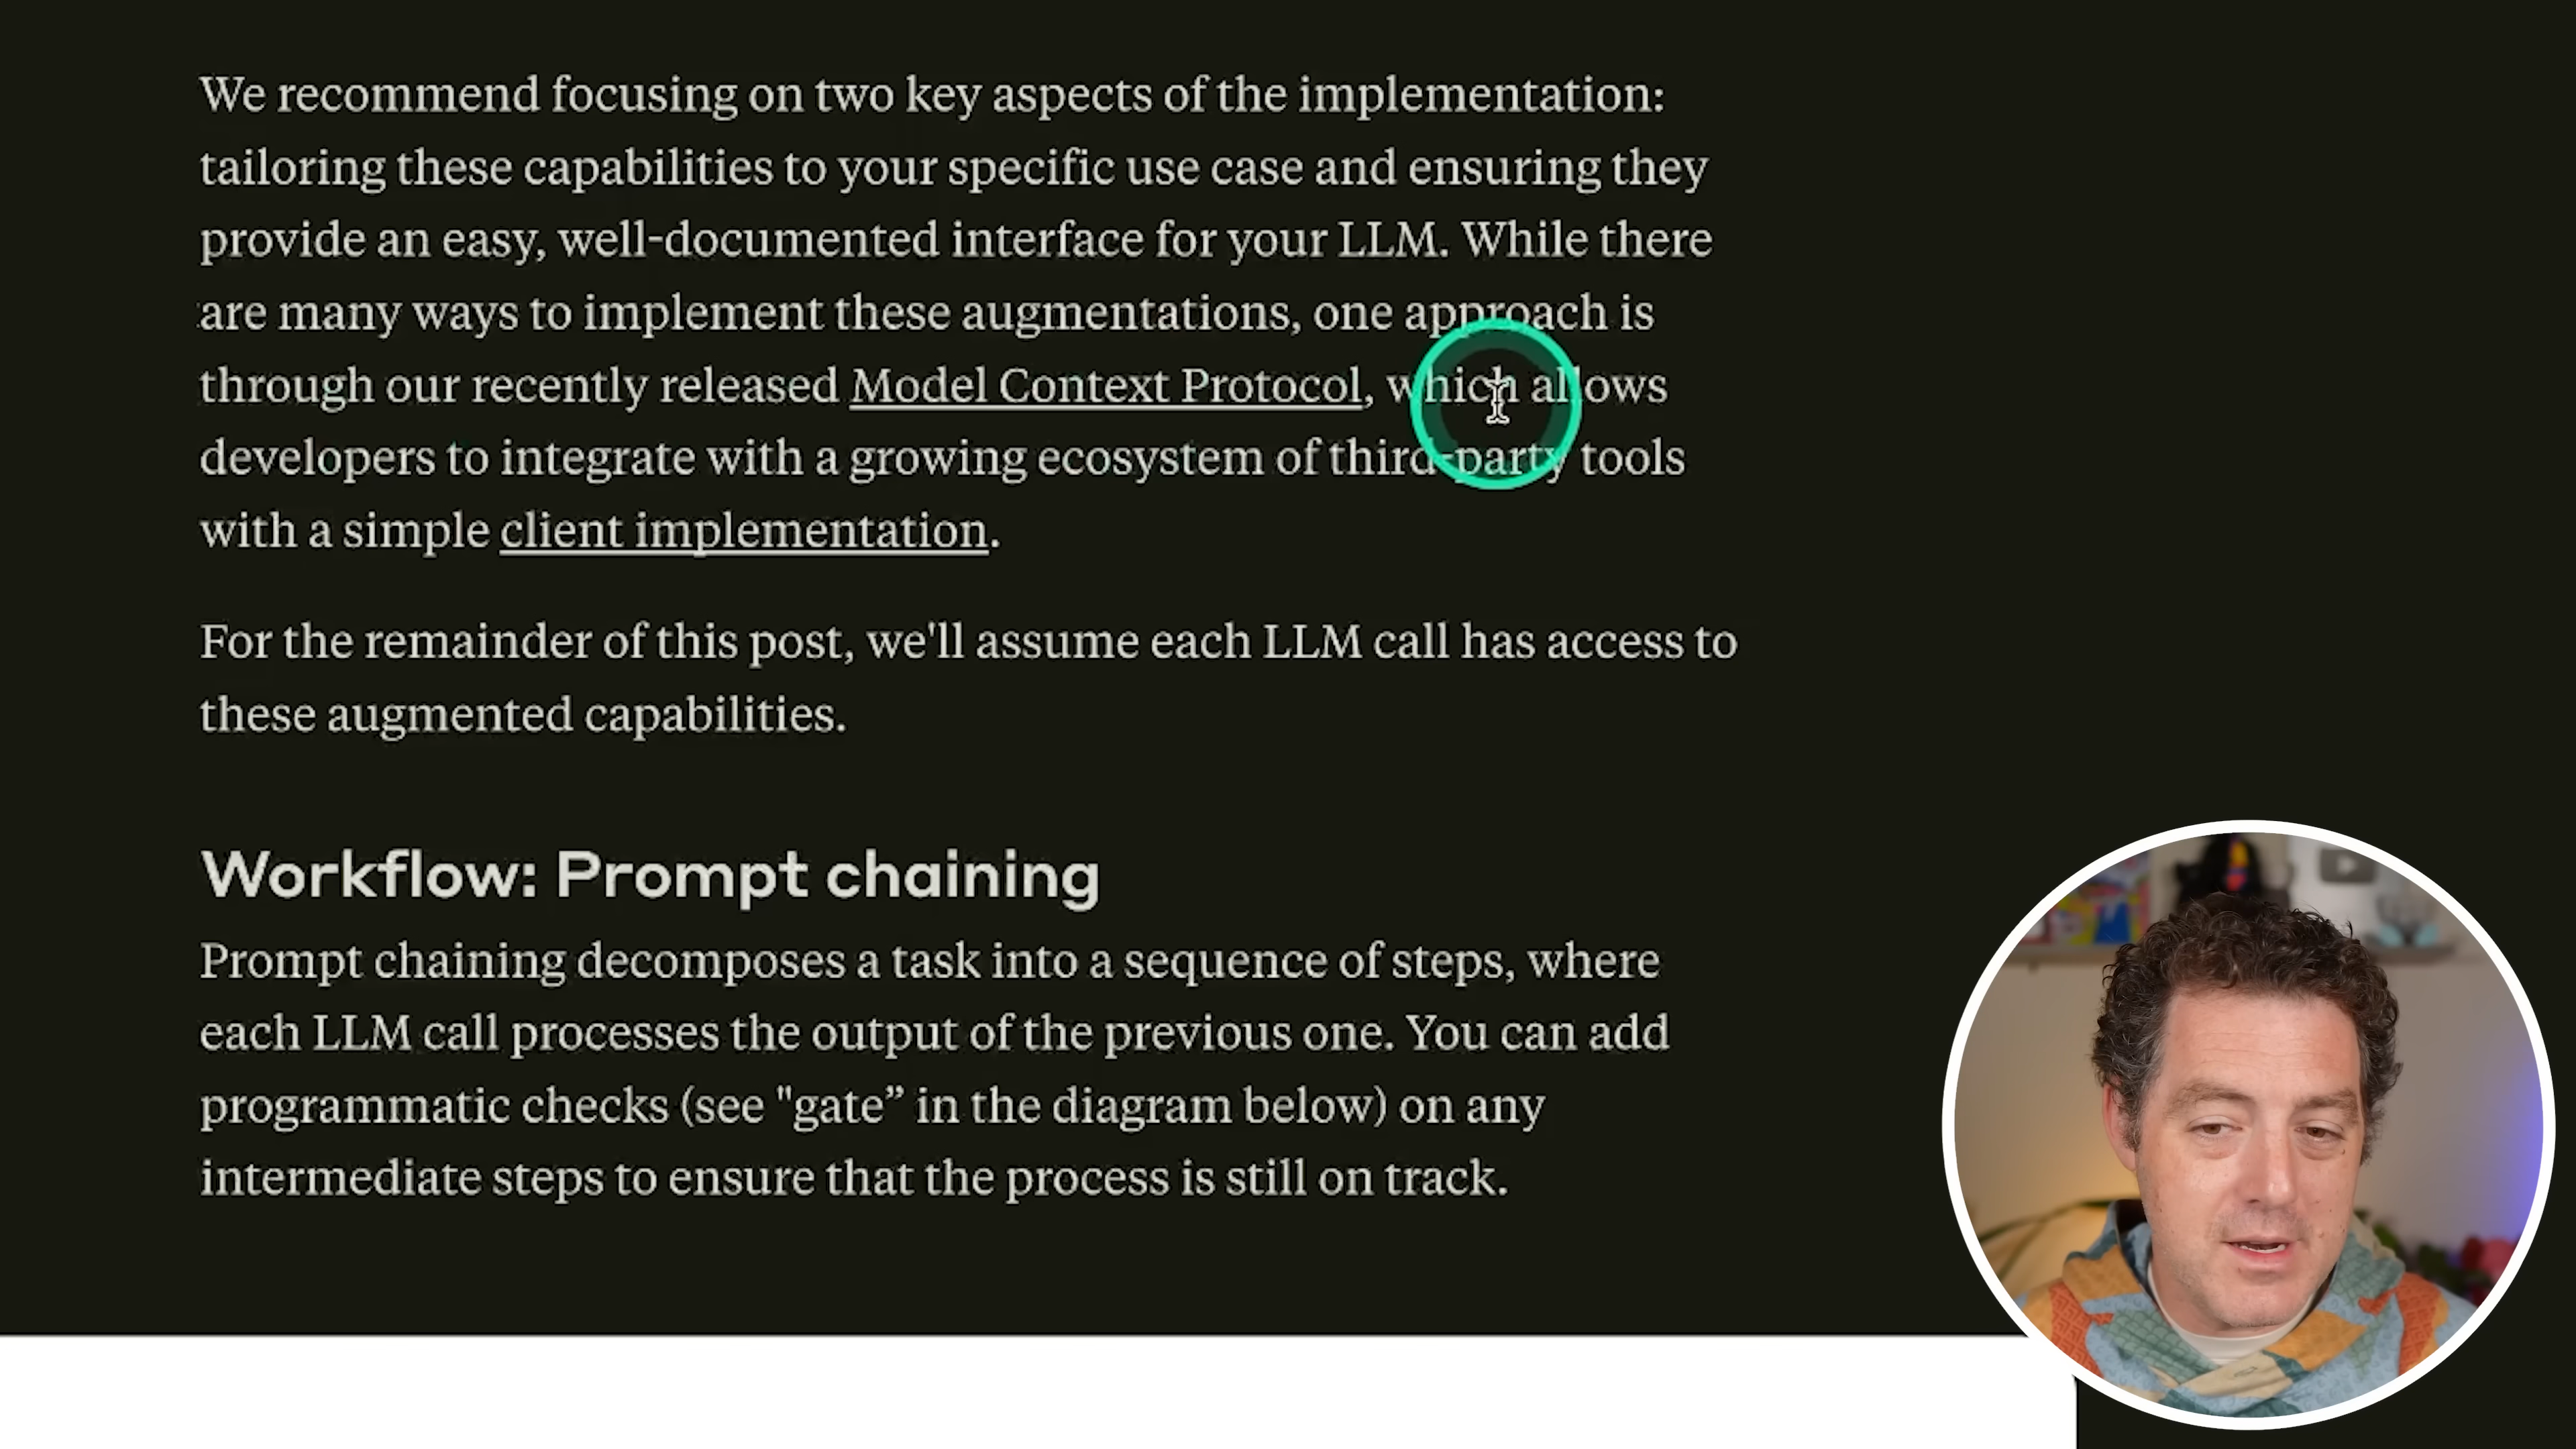 We recommend focusing on two key aspects of the implementation:
tailoring these capabilities to your specific use case and ensuring they
provide an easy, well-documented interface for your LLM. While there
are many ways to implement these augmentations, one approach is
through our recently released Model Context Protocol, which allows
developers to integrate with a growing ecosystem of third-party tools
with a simple client implementation.
For the remainder of this post, we'll assume each LLM call has access to
these augmented capabilities.
Workflow: Prompt chaining
Prompt chaining decomposes a task into a sequence of steps, where
each LLM call processes the output of the previous one. You can add
programmatic checks (see "gate” in the diagram below) on any
intermediate steps to ensure that the process is still on track.